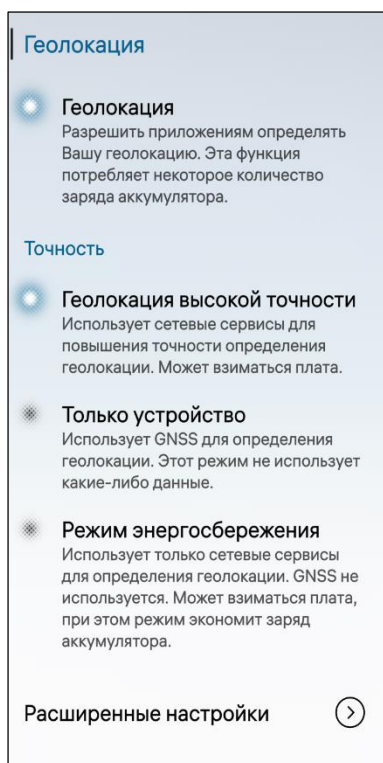 Геолокация
Геолокация
Разрешить приложениям определять
Вашу геолокацию. Эта функция
потребляет некоторое количество
заряда аккумулятора.
Точность
Геолокация высокой точности
Использует сетевые сервисы для
повышения точности определения
геолокации. Может взиматься плата.
Только устройство
Использует GNSS для определения
геолокации. Этот режим не использует
какие-либо данные.
Режим энергосбережения
Использует только сетевые сервисы
для определения геолокации. GNSS не
используется. Может взиматься плата,
при этом режим экономит заряд
аккумулятора.
Расширенные настройки